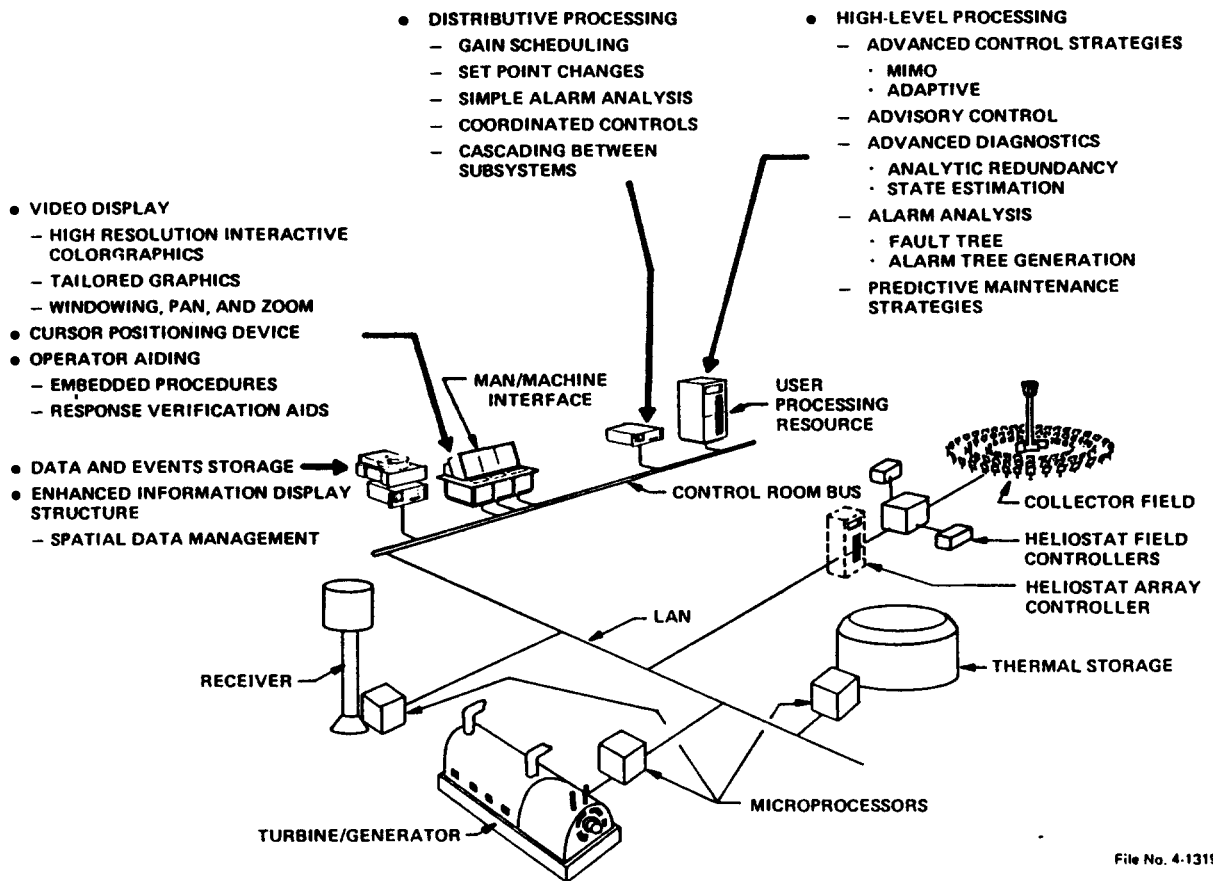 • DISTRIBUTIVE PROCESSING
– GAIN SCHEDULING
– SET POINT CHANGES
– SIMPLE ALARM ANALYSIS
– COORDINATED CONTROLS
– CASCADING BETWEEN
SUBSYSTEMS
• HIGH-LEVEL PROCESSING
– ADVANCED CONTROL STRATEGIES
· MIMO
· ADAPTIVE
– ADVISORY CONTROL
– ADVANCED DIAGNOSTICS
· ANALYTIC REDUNDANCY
· STATE ESTIMATION
– ALARM ANALYSIS
· FAULT TREE
· ALARM TREE GENERATION
– PREDICTIVE MAINTENANCE
STRATEGIES
• VIDEO DISPLAY
– HIGH RESOLUTION INTERACTIVE
COLORGRAPHICS
– TAILORED GRAPHICS
– WINDOWING, PAN, AND ZOOM
• CURSOR POSITIONING DEVICE
• OPERATOR AIDING
– EMBEDDED PROCEDURES
– RESPONSE VERIFICATION AIDS
• DATA AND EVENTS STORAGE
• ENHANCED INFORMATION DISPLAY
STRUCTURE
– SPATIAL DATA MANAGEMENT
MAN/MACHINE
INTERFACE
USER
PROCESSING
RESOURCE
CONTROL ROOM BUS
COLLECTOR FIELD
HELIOSTAT FIELD
CONTROLLERS
HELIOSTAT ARRAY
CONTROLLER
LAN
RECEIVER
THERMAL STORAGE
MICROPROCESSORS
TURBINE/GENERATOR
File No. 4-1319